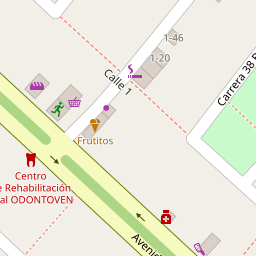 1-46
1-20
Calle 1
Carrera 38 B
Frutitos
Centro
e Rehabilitación
al ODONTOVEN
Avenid